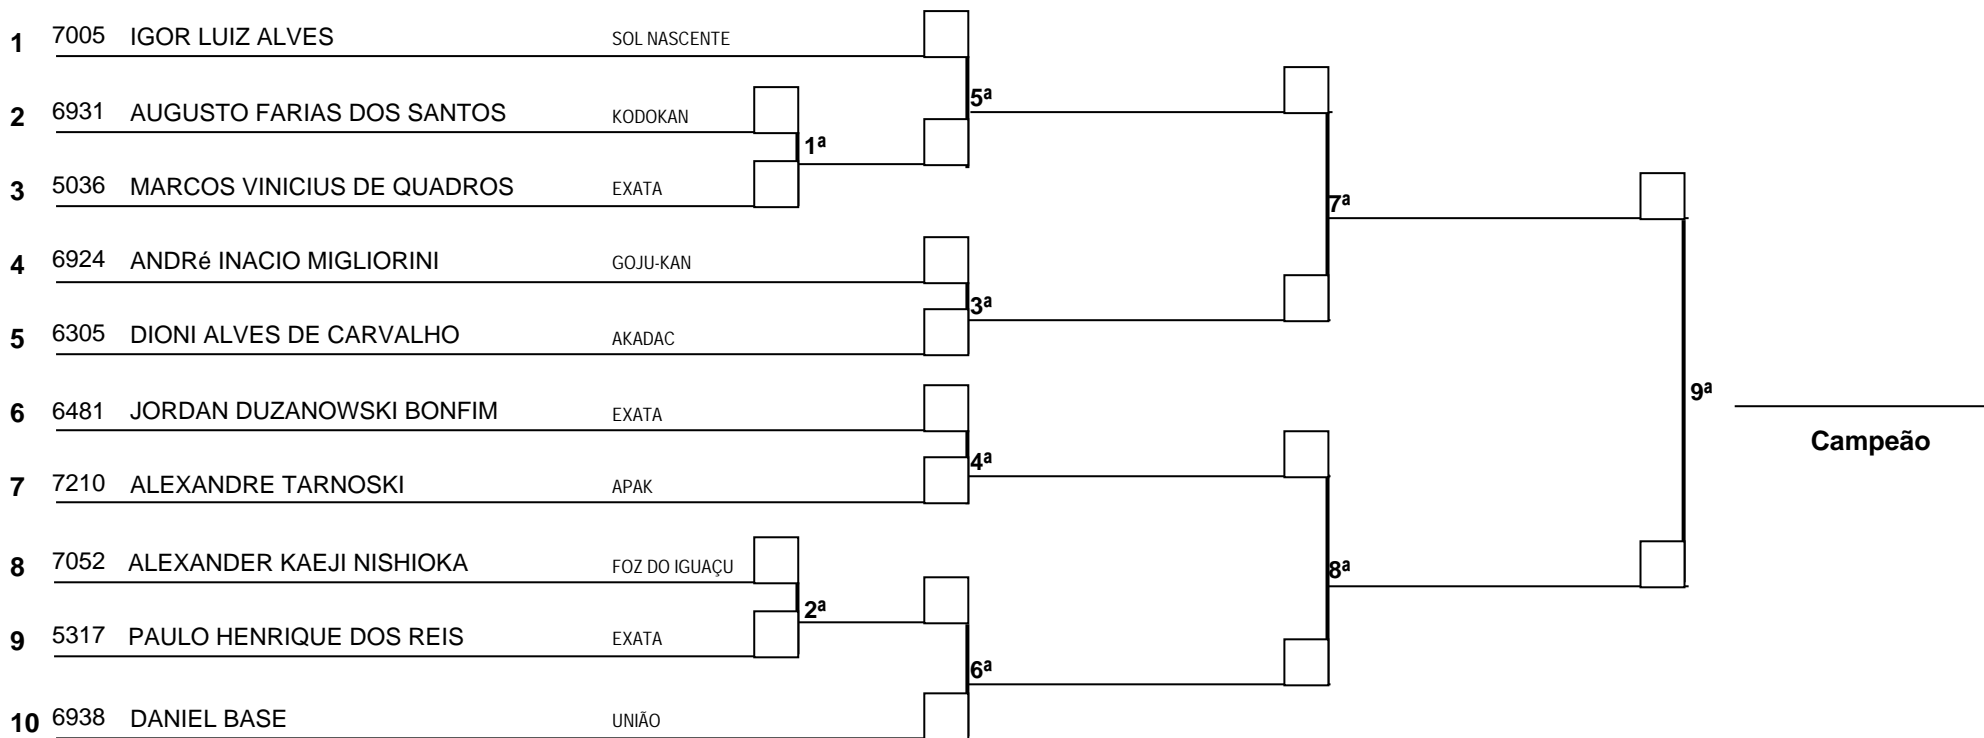 1 7005 IGOR LUIZ ALVES SOL NASCENTE
5ª
2 6931 AUGUSTO FARIAS DOS SANTOS KODOKAN
1ª
3 5036 MARCOS VINICIUS DE QUADROS EXATA
7ª
4 6924 ANDRé INACIO MIGLIORINI GOJU-KAN
3ª
5 6305 DIONI ALVES DE CARVALHO AKADAC
9ª
6 6481 JORDAN DUZANOWSKI BONFIM EXATA
Campeão
4ª
7 7210 ALEXANDRE TARNOSKI APAK
8 7052 ALEXANDER KAEJI NISHIOKA FOZ DO IGUAÇU
8ª
2ª
9 5317 PAULO HENRIQUE DOS REIS EXATA
6ª
10 6938 DANIEL BASE UNIÃO